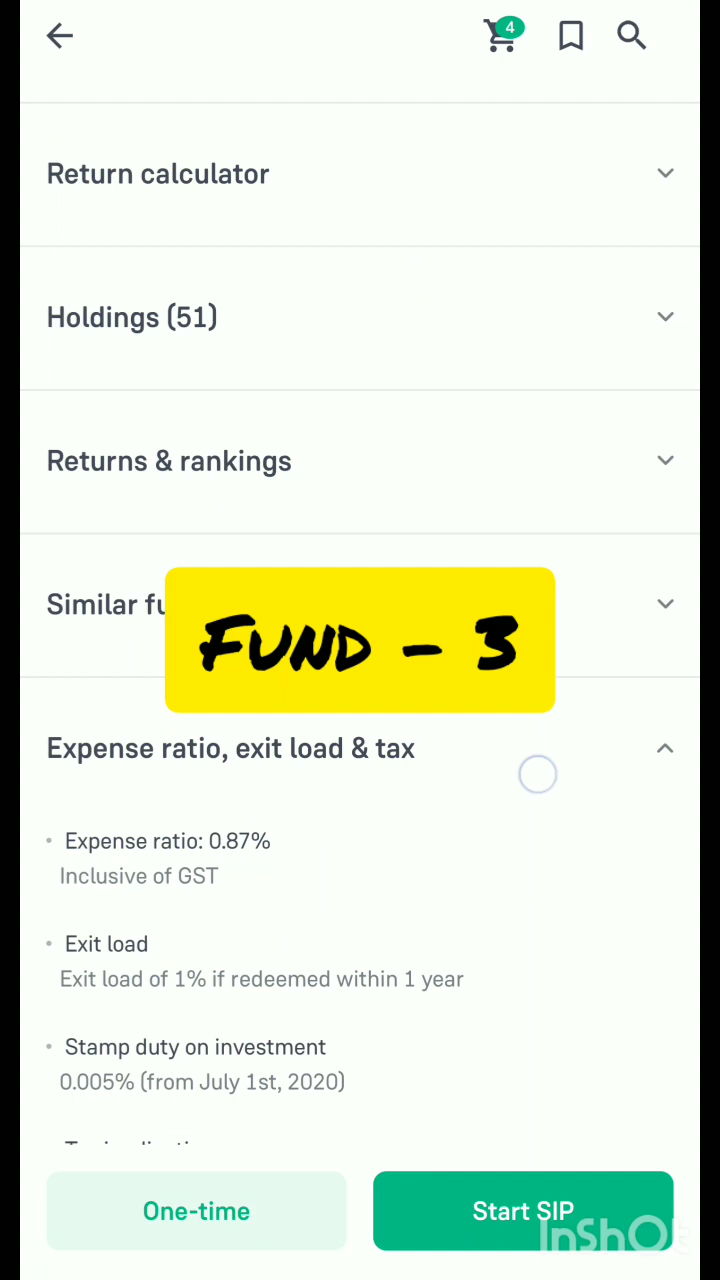 4
Return calculator
Holdings (51)
Returns & rankings
Similar fu
FUND - 3
Expense ratio, exit load & tax
• Expense ratio: 0.87%
Inclusive of GST
• Exit load
Exit load of 1% if redeemed within 1 year
• Stamp duty on investment
0.005% (from July 1st, 2020)
One-time
Start SIP
InShOt